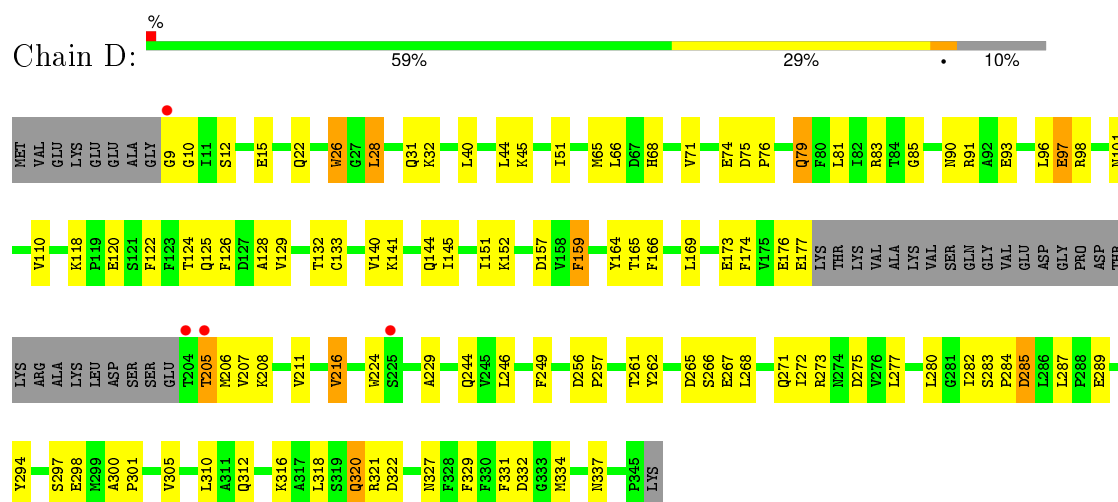 %
Chain D:
59% 29% • 10%
MET VAL GLU LYS GLU GLU ALA GLY G9 G10 I11 S12 E15 Q22 W26 G27 L28 Q31 K32 L40 L44 K45 I51 M65 L66 D67 H68 V71 E74 D75 P76 Q79 F80 L81 I82 R83 T84 G85 N90 R91 A92 E93 L96 E97 R98 N101
V110 K118 P119 E120 S121 F122 F123 T124 Q125 F126 D127 A128 V129 T132 C133 V140 K141 Q144 I145 I151 K152 D157 V158 F159 Y164 T165 F166 L169 E173 F174 V175 E176 E177 LYS THR LYS VAL ALA LYS VAL SER GLN GLY VAL GLU ASP GLY PRO ASP THR
LYS ARG ALA LYS LEU ASP SER SER GLU T204 T205 M206 V207 K208 V211 V216 W224 S225 A229 Q244 V245 L246 F249 D256 P257 T261 Y262 D265 S266 E267 L268 Q271 I272 R273 N274 D275 V276 L277 L280 G281 I282 S283 P284 D285 L286 L287 P288 E289
Y294 S297 E298 M299 A300 P301 V305 L310 A311 Q312 K316 A317 L318 S319 Q320 R321 D322 N327 F328 F329 F330 F331 D332 G333 M334 N337 P345 LYS